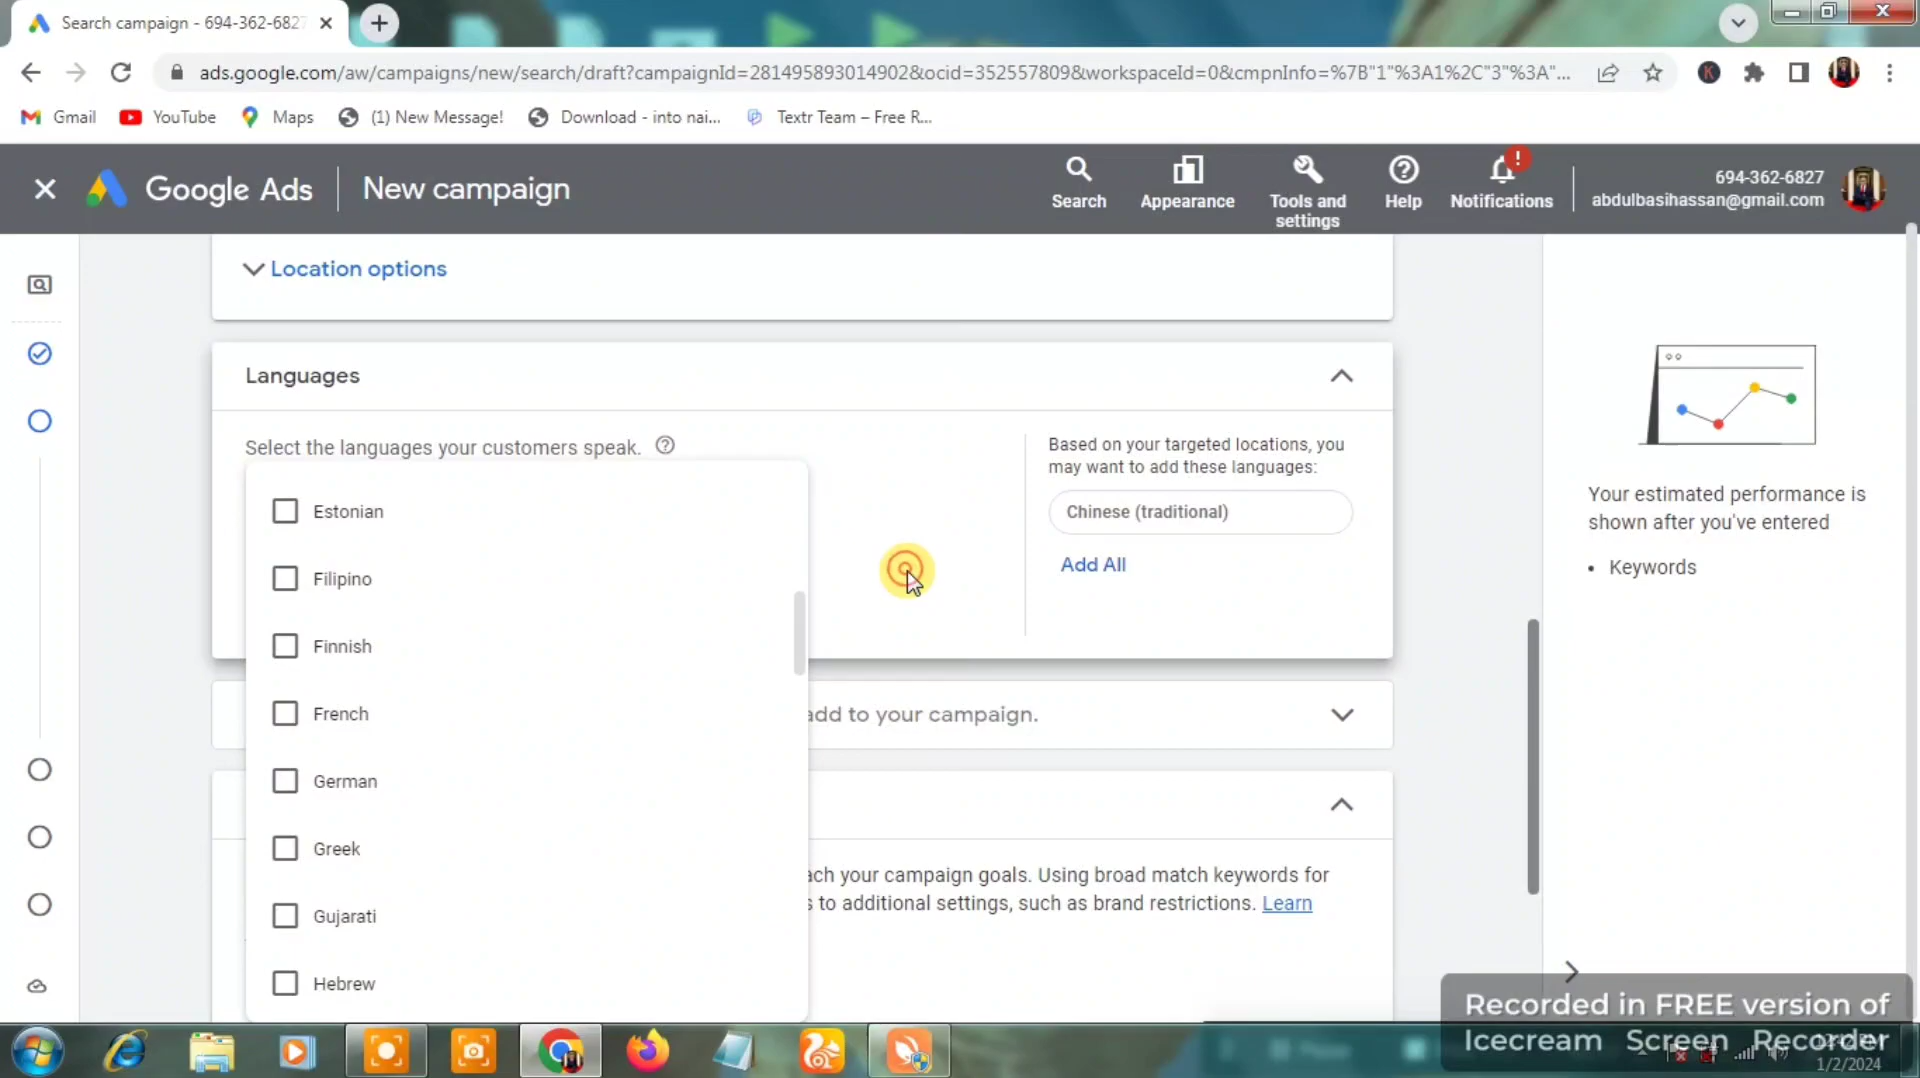 Search campaign - 694-362-6827
ads.google.com/aw/campaigns/new/search/draft?campaignId=281495893014902&ocid=352557809&workspaceId=0&cmpnInfo=%7B"1"%3A1%2C"3"%3A"...
K
Gmail
YouTube
Maps
(1) New Message!
Download - into nai...
Textr Team – Free R...
Google Ads
New campaign
Search
Appearance
Tools and
settings
Help
!
Notifications
694-362-6827
abdulbasihassan@gmail.com
Location options
Languages
Select the languages your customers speak.
Estonian
Filipino
Finnish
French
German
Greek
Gujarati
Hebrew
Based on your targeted locations, you
may want to add these languages:
Chinese (traditional)
Add All
add to your campaign.
ach your campaign goals. Using broad match keywords for
s to additional settings, such as brand restrictions. Learn
Your estimated performance is
shown after you've entered
• Keywords
Recorded in FREE version of
Icecream Screen Recorder
1/2/2024